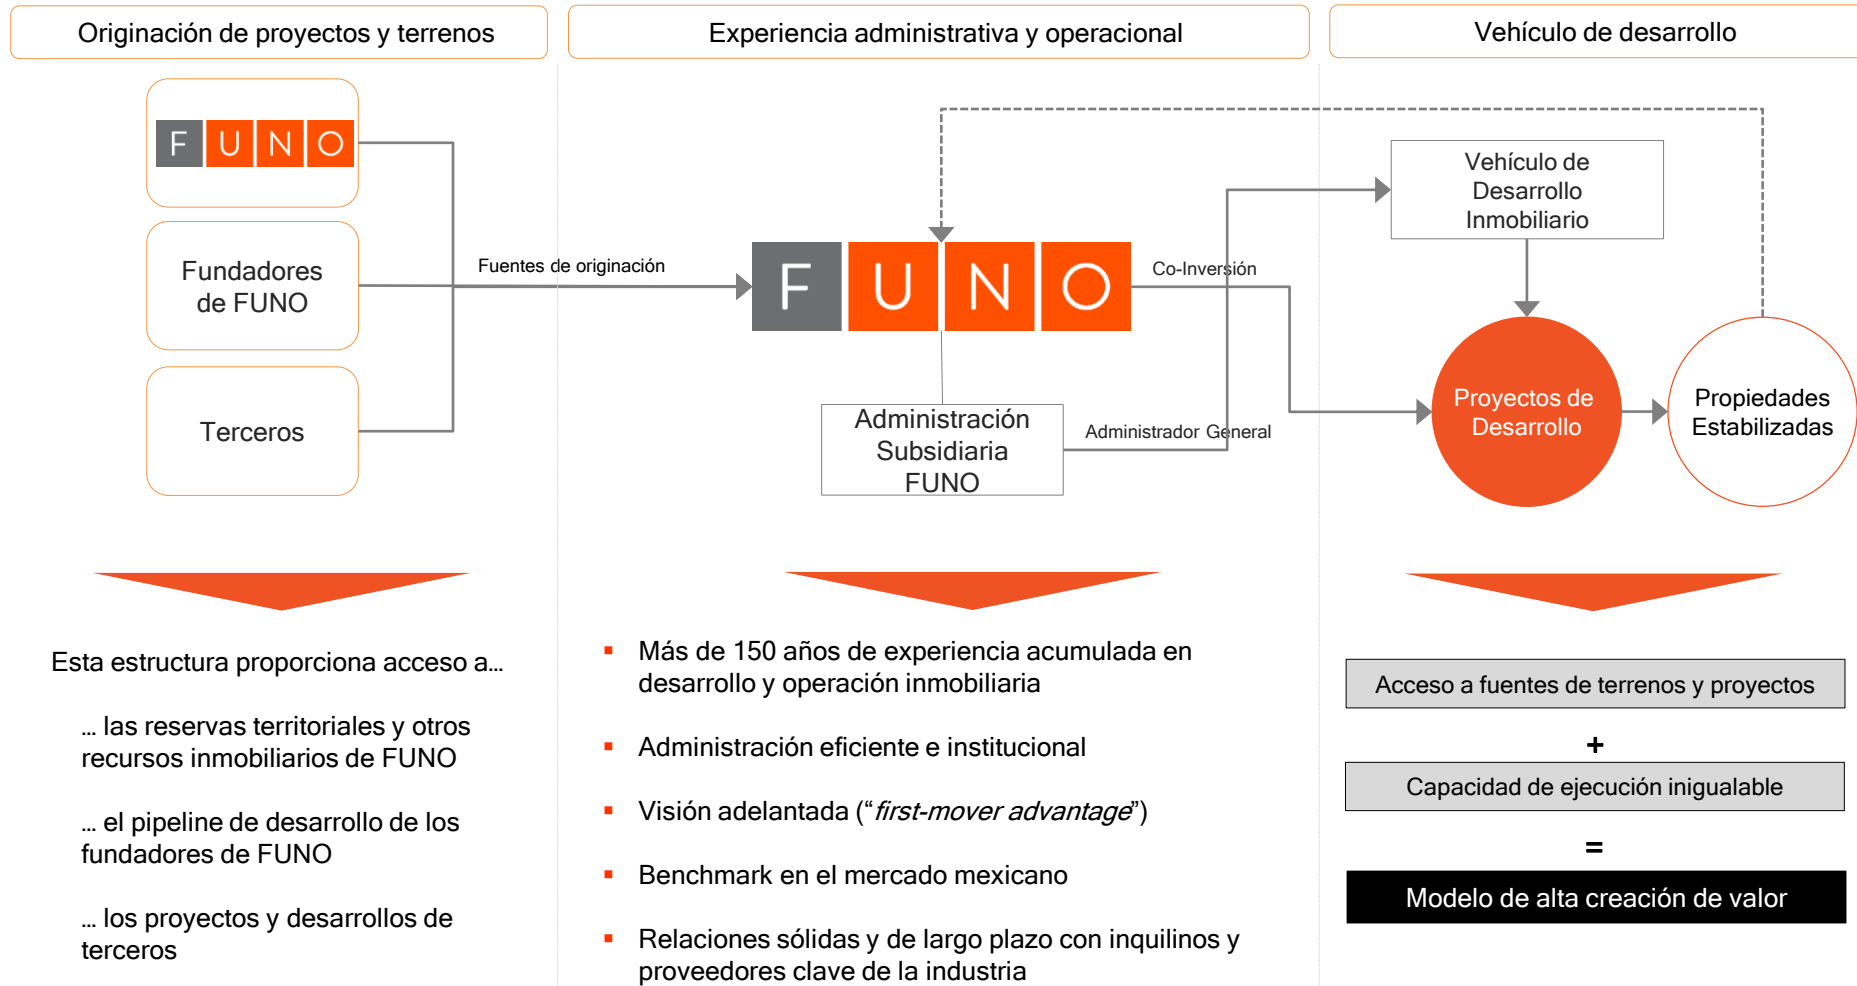 Originación de proyectos y terrenos
Experiencia administrativa y operacional
Vehículo de desarrollo
FUNO
Fundadores
de FUNO
Terceros
Fuentes de originación
FUNO
Co-Inversión
Administración
Subsidiaria
FUNO
Administrador General
Vehículo de
Desarrollo
Inmobiliario
Proyectos de
Desarrollo
Propiedades
Estabilizadas
Esta estructura proporciona acceso a…
… las reservas territoriales y otros
recursos inmobiliarios de FUNO
… el pipeline de desarrollo de los
fundadores de FUNO
… los proyectos y desarrollos de
terceros
▪ Más de 150 años de experiencia acumulada en
desarrollo y operación inmobiliaria
▪ Administración eficiente e institucional
▪ Visión adelantada (“first-mover advantage”)
▪ Benchmark en el mercado mexicano
▪ Relaciones sólidas y de largo plazo con inquilinos y
proveedores clave de la industria
Acceso a fuentes de terrenos y proyectos
+
Capacidad de ejecución inigualable
=
Modelo de alta creación de valor